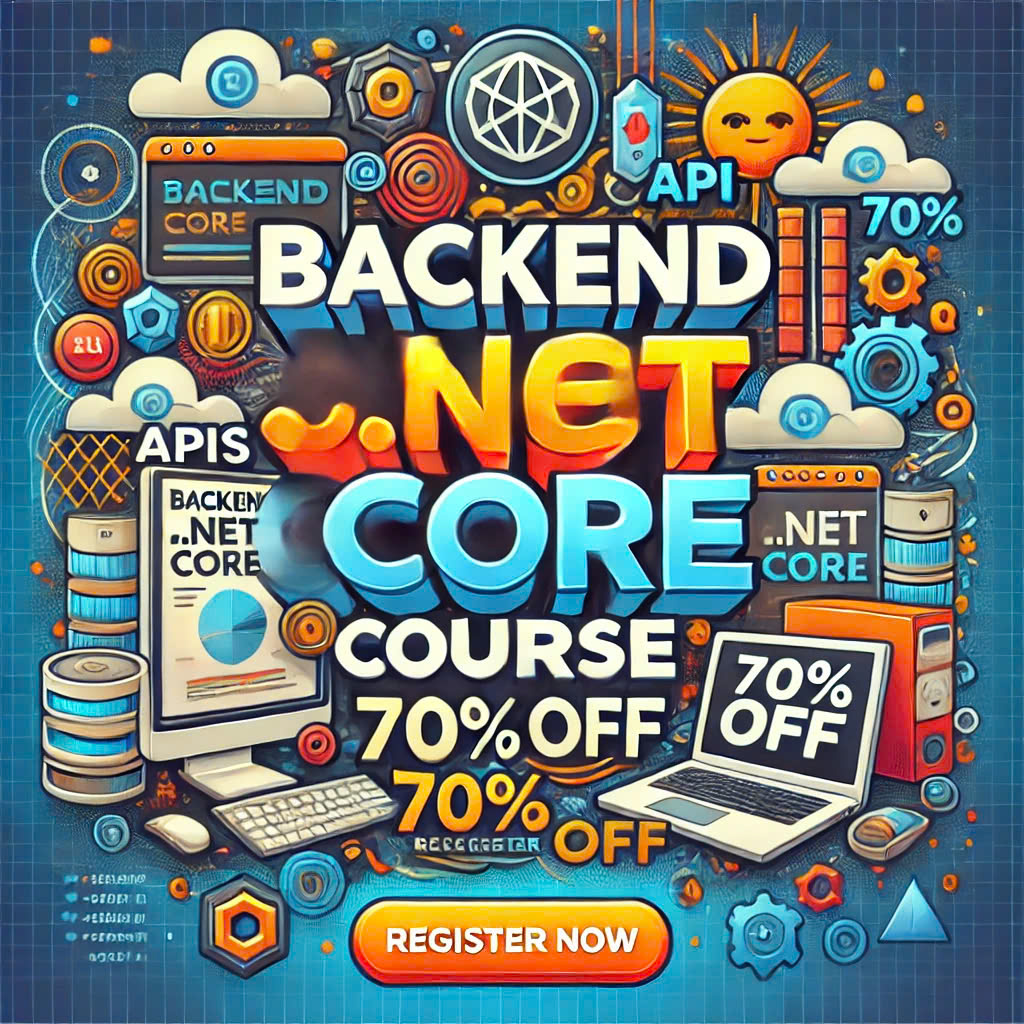 BACKEND
CORE
API
70%
BACKEND
..NET
CORE
COURSE
70% OFF
70%
OFF
APIS
BACKEND
..NET
CORE
..NET
CORE
70%
OFF
REGISTER NOW